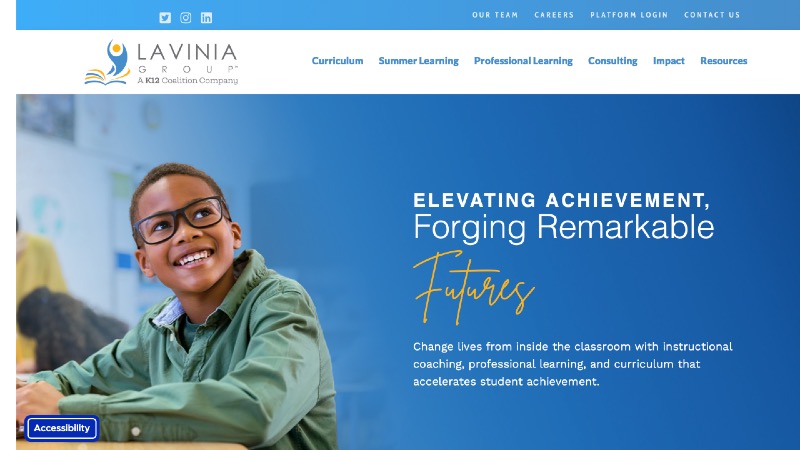 OUR TEAM CAREERS PLATFORM LOGIN CONTACT US
LAVINIA
GROUP
A K12 Coalition Company
Curriculum Summer Learning Professional Learning Consulting Impact Resources
ELEVATING ACHIEVEMENT,
Forging Remarkable
Futures
Change lives from inside the classroom with instructional
coaching, professional learning, and curriculum that
accelerates student achievement.
Accessibility